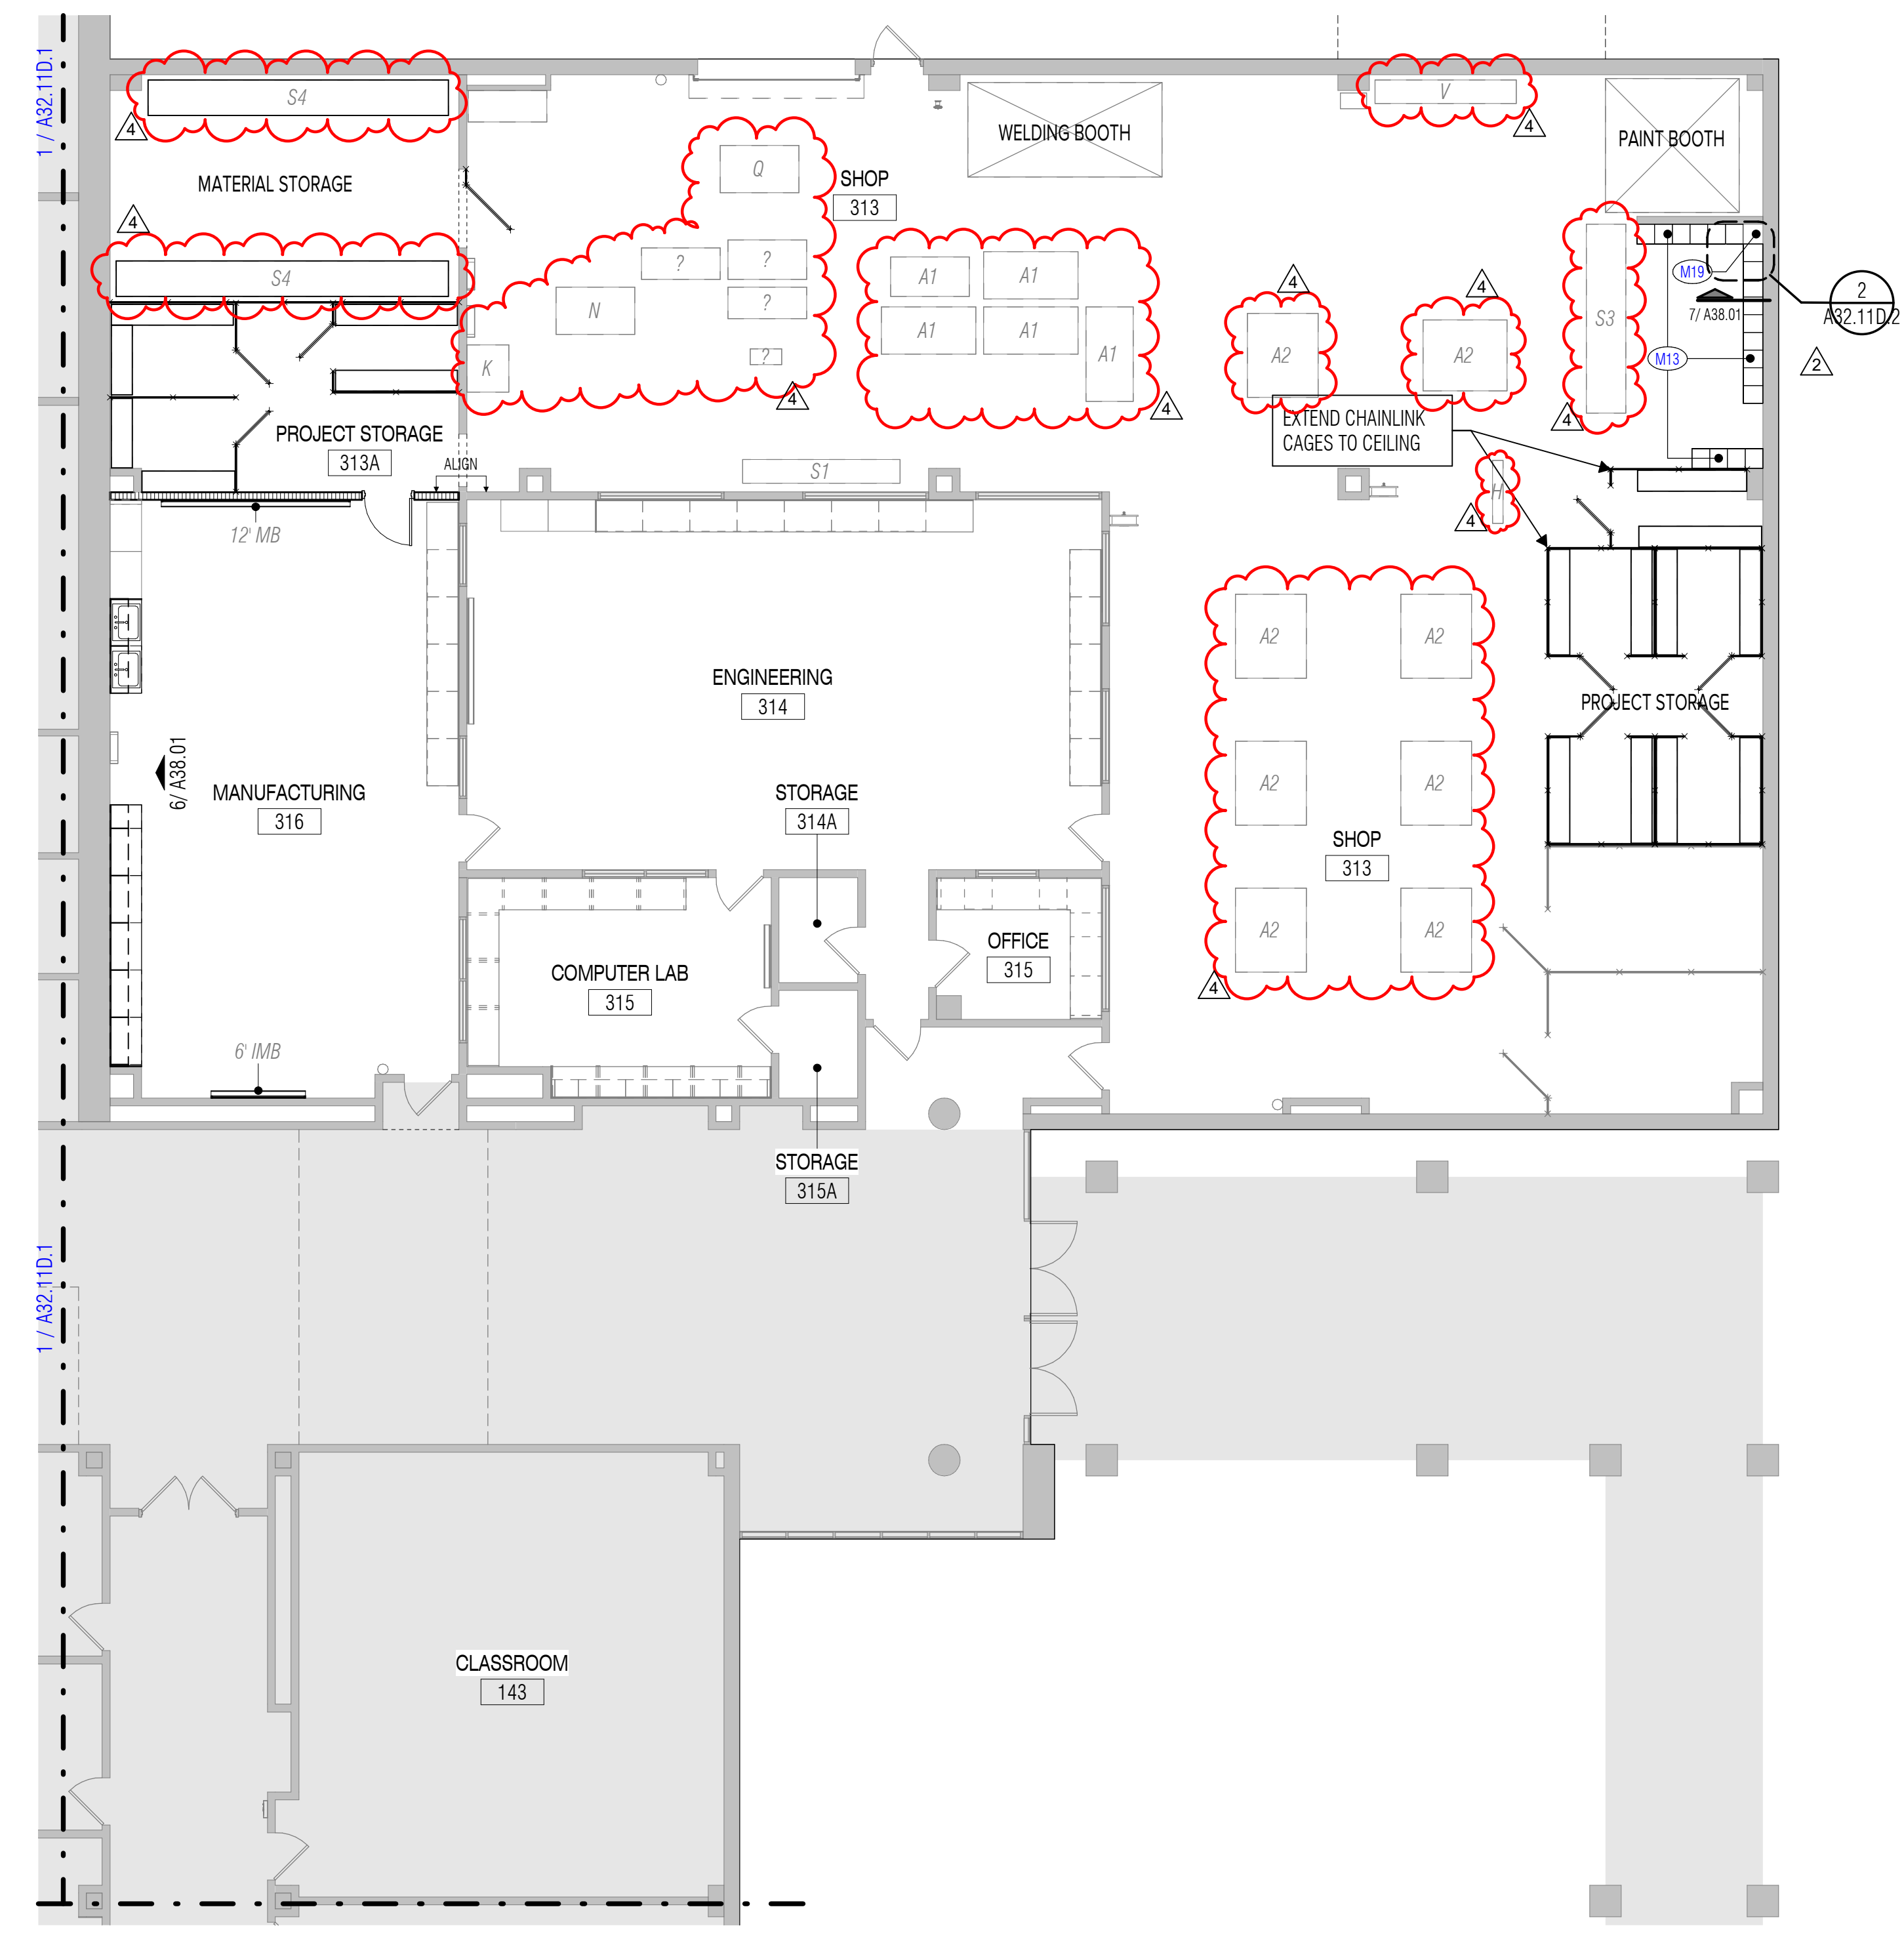 1 / A32.11D.1
S4
4
MATERIAL STORAGE
4
S4
Q
SHOP
313
WELDING BOOTH
V
4
PAINT BOOTH
?
?
?
?
N
K
4
A1
A1
A1
A1
A1
4
4
A2
4
A2
S3
4
M19
7/ A38.01
M13
2
A32.11D.2
2
EXTEND CHAINLINK
CAGES TO CEILING
PROJECT STORAGE
313A
ALIGN
S1
H
4
12' MB
ENGINEERING
314
A2
A2
A2
A2
A2
A2
4
SHOP
313
PROJECT STORAGE
6/ A38.01
MANUFACTURING
316
STORAGE
314A
OFFICE
315
COMPUTER LAB
315
6' IMB
STORAGE
315A
1 / A32.11D.1
CLASSROOM
143